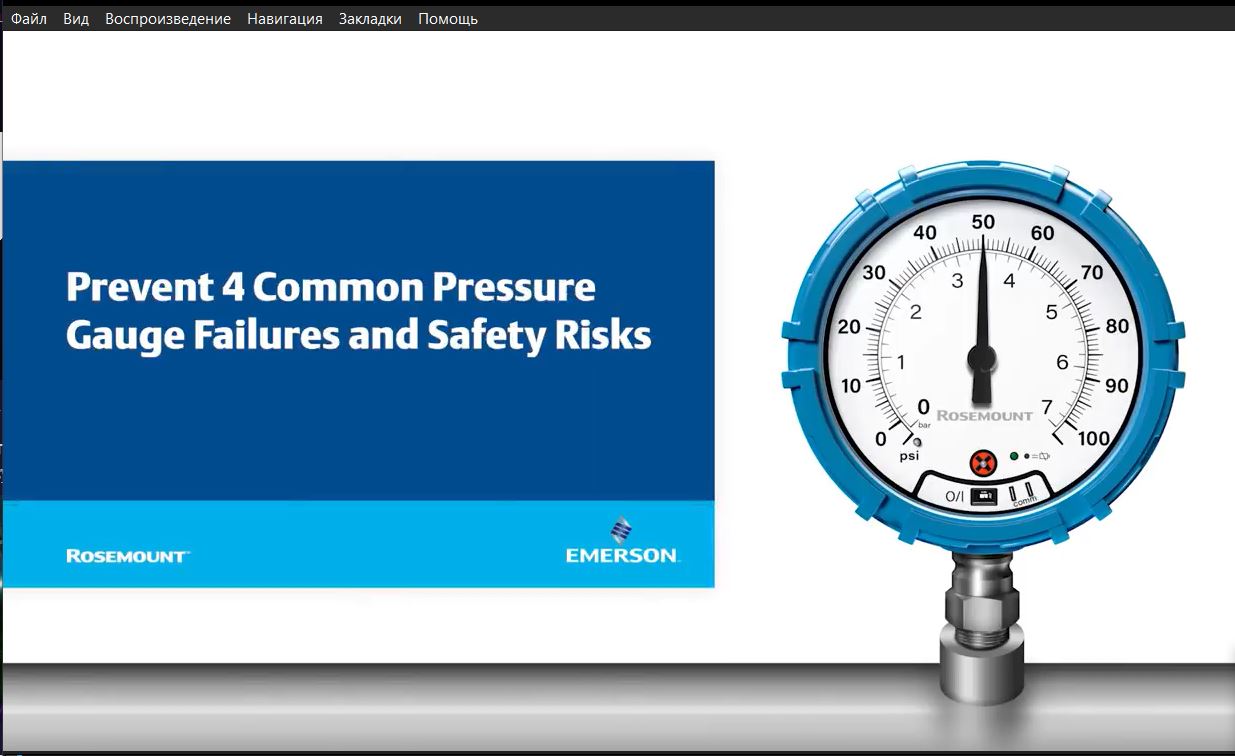 Файл Вид Воспроизведение Навигация Закладки Помощь
Prevent 4 Common Pressure
Gauge Failures and Safety Risks
ROSEMOUNT™
EMERSON™
50
40 60
3 4
30 70
2 5
20 80
1 6
10 90
0 7
bar
ROSEMOUNT
0 100
psi
O/I
comm